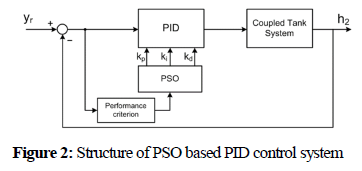 yr
+
−
PID
Coupled Tank
System
h2
kp ki kd
PSO
Performance
criterion
Figure 2: Structure of PSO based PID control system